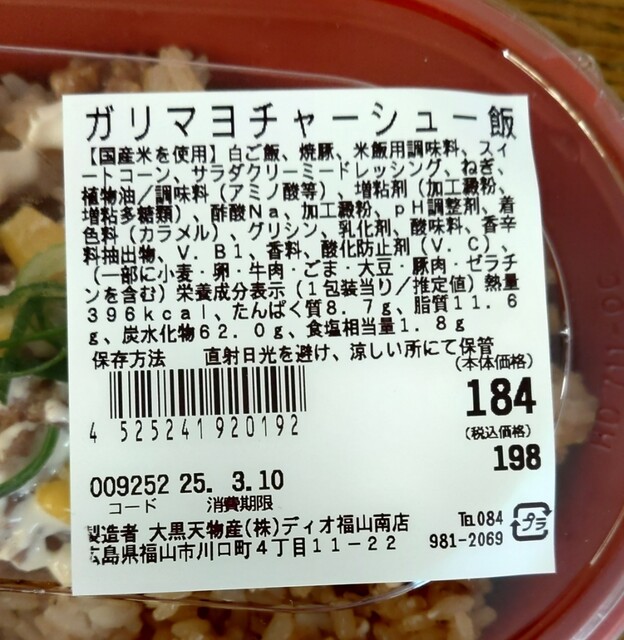 ガリマヨチャーシュー飯
【国産米を使用】白ご飯、焼豚、米飯用調味料、スイ
ートコーン、サラダクリーミードレッシング、ねぎ、
植物油／調味料（アミノ酸等）、増粘剤（加工澱粉、
増粘多糖類）、酢酸Ｎａ、加工澱粉、ｐＨ調整剤、着
色料（カラメル）、グリシン、乳化剤、酸味料、香辛
料抽出物、Ｖ．Ｂ１、香料、酸化防止剤（Ｖ．Ｃ）、
（一部に小麦・卵・牛肉・ごま・大豆・豚肉・ゼラチ
ンを含む）栄養成分表示（１包装当り／推定値）熱量
３９６ｋｃａｌ、たんぱく質８．７ｇ、脂質１１．６
ｇ、炭水化物６２．０ｇ、食塩相当量１．８ｇ
保存方法 直射日光を避け、涼しい所にて保管
(本体価格)
184
(税込価格)
198
4 525241 920192
009252 25. 3.10
コード 消費期限
製造者 大黒天物産(株)ディオ福山南店
広島県福山市川口町４丁目１１－２２
℡084
981-2069
プラ